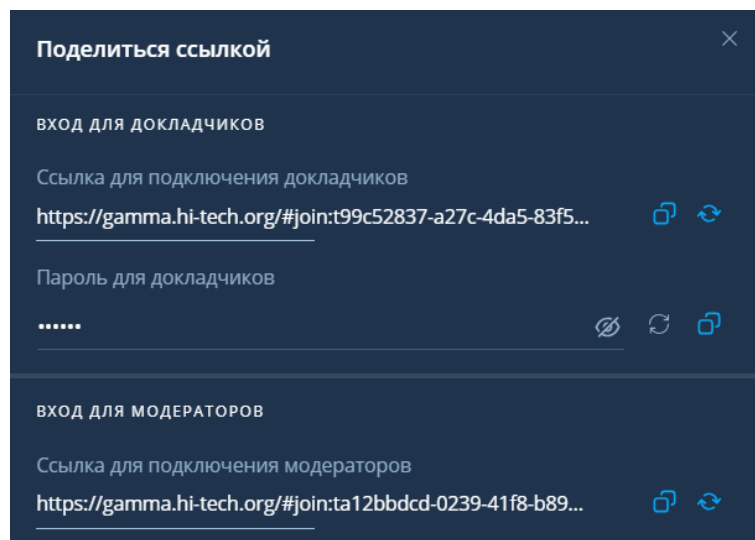 Поделиться ссылкой
ВХОД ДЛЯ ДОКЛАДЧИКОВ
Ссылка для подключения докладчиков
https://gamma.hi-tech.org/#join:t99c52837-a27c-4da5-83f5...
Пароль для докладчиков
••••••
ВХОД ДЛЯ МОДЕРАТОРОВ
Ссылка для подключения модераторов
https://gamma.hi-tech.org/#join:ta12bbdcd-0239-41f8-b89...